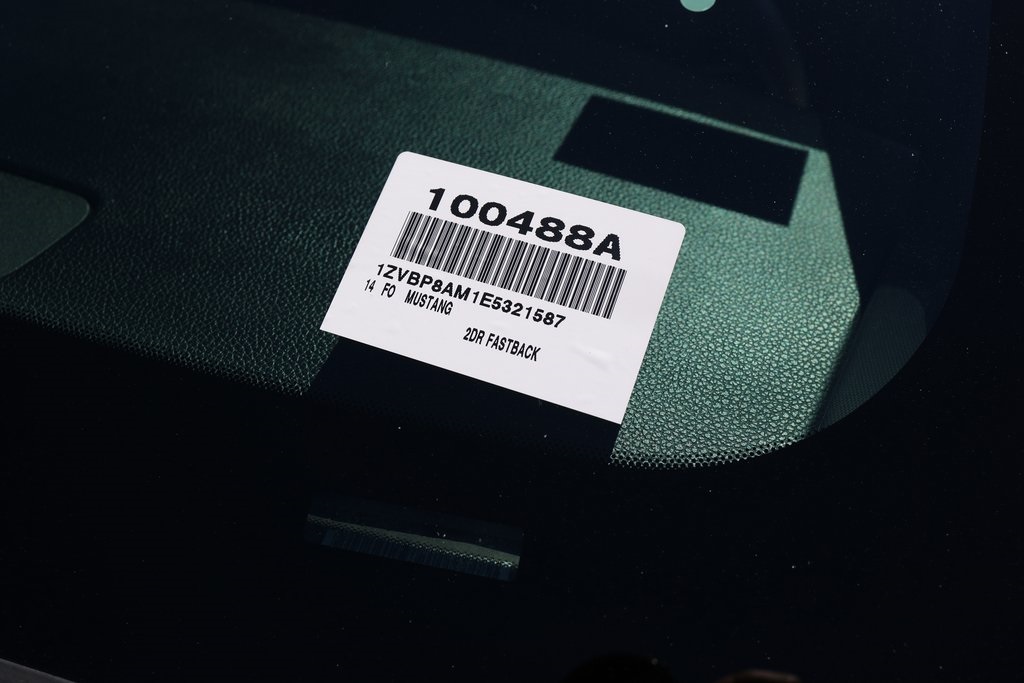 100488A
1ZVBP8AM1E5321587
14 FO MUSTANG
2DR FASTBACK